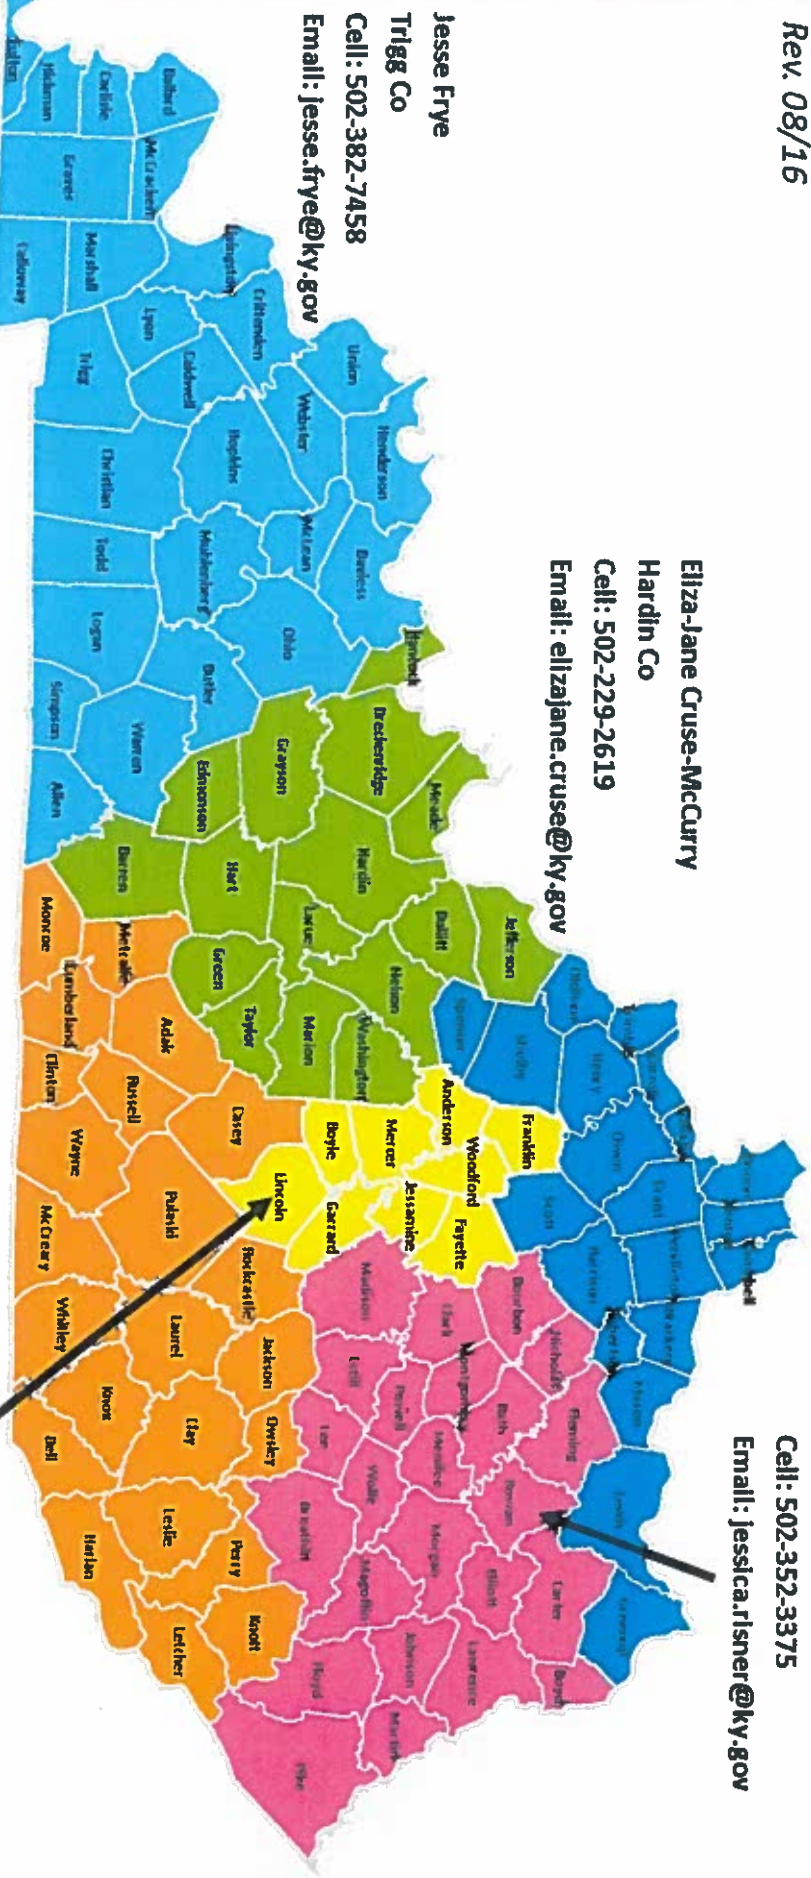 Rev. 08/16
Jesse Frye
Trigg Co
Cell: 502-382-7458
Email: jesse.frye@ky.gov
Eliza-Jane Cruse-McCurry
Hardin Co
Cell: 502-229-2619
Email: elizajane.cruse@ky.gov
Cell: 502-352-3375
Email: jessica.risner@ky.gov
Ballard
Carlisle
Hickman
Fulton
McCracken
Graves
Marshall
Calloway
Livingston
Crittenden
Lyon
Caldwell
Trigg
Union
Webster
Henderson
Hopkins
Christian
McLean
Daviess
Muhlenberg
Todd
Ohio
Logan
Butler
Simpson
Warren
Allen
Hancock
Breckenridge
Meade
Grayson
Edmonson
Hardin
Hart
Barren
Larue
Bullitt
Jefferson
Nelson
Green
Taylor
Marion
Washington
Metcalfe
Monroe
Cumberland
Adair
Clinton
Russell
Casey
Wayne
Pulaski
McCreary
Rockcastle
Laurel
Whitley
Jackson
Knox
Clay
Owsley
Bell
Leslie
Perry
Harlan
Knott
Letcher
Spencer
Shelby
Henry
Owen
Grant
Scott
Harrison
Mason
Lewis
Greenup
Anderson
Franklin
Woodford
Mercer
Boyle
Lincoln
Garrard
Jessamine
Fayette
Madison
Bourbon
Clark
Nicholas
Montgomery
Estill
Powell
Bath
Fleming
Lee
Menifee
Wolfe
Rowan
Breathitt
Morgan
Magoffin
Elliott
Carter
Boyd
Lawrence
Johnson
Floyd
Martin
Pike